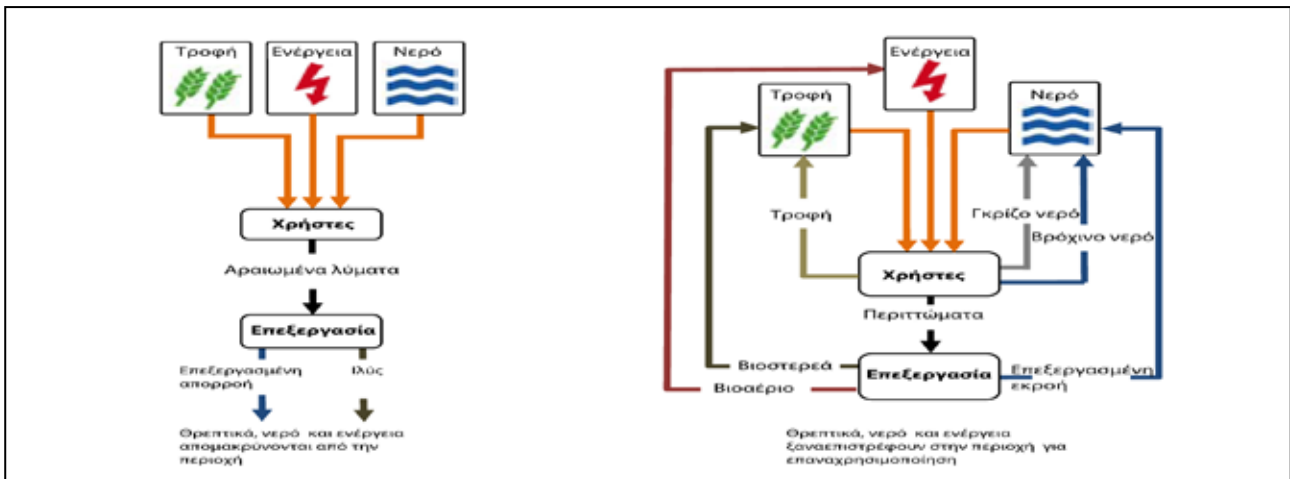 Τροφή
Ενέργεια
Νερό
Χρήστες
Αραιωμένα λύματα
Επεξεργασία
Επεξεργασμένη
απορροή
Ιλύς
Θρεπτικά, νερό και ενέργεια
απομακρύνονται από την
περιοχή
Ενέργεια
Τροφή
Νερό
Τροφή
Γκρίζο νερό
Βρόχινο νερό
Χρήστες
Περιττώματα
Βιοστερεά
Βιοαέριο
Επεξεργασία
Επεξεργασμένη
εκροή
Θρεπτικά, νερό και ενέργεια
ξαναεπιστρέφουν στην περιοχή για
επαναχρησιμοποίηση